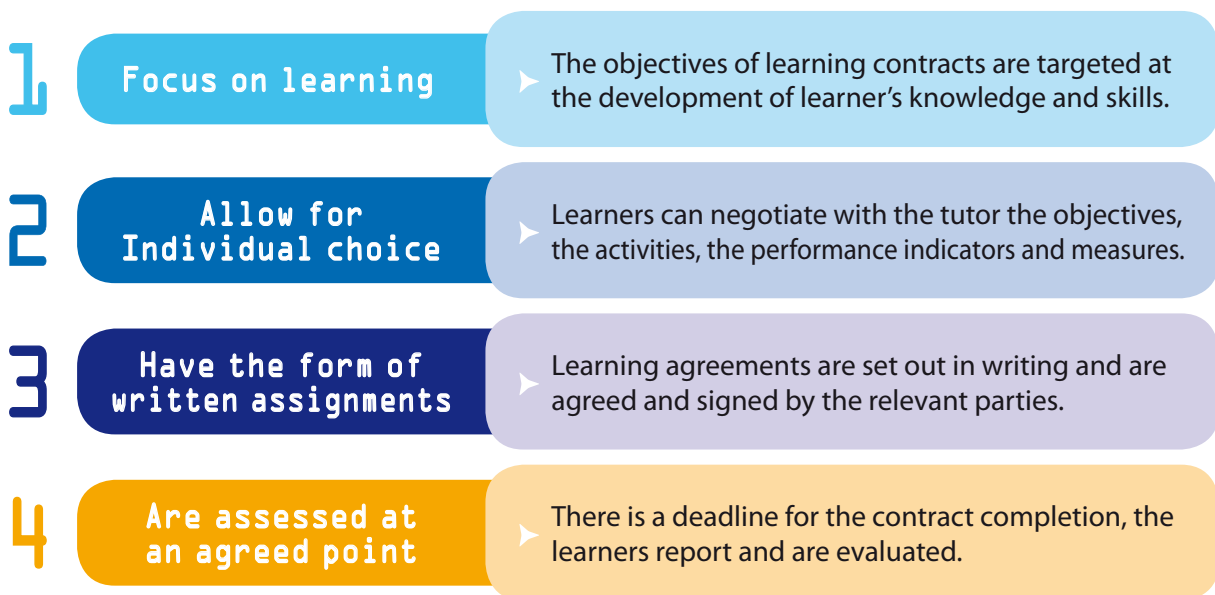 1
Focus on learning
The objectives of learning contracts are targeted at
the development of learner’s knowledge and skills.
2
Allow for
Individual choice
Learners can negotiate with the tutor the objectives,
the activities, the performance indicators and measures.
3
Have the form of
written assignments
Learning agreements are set out in writing and are
agreed and signed by the relevant parties.
4
Are assessed at
an agreed point
There is a deadline for the contract completion, the
learners report and are evaluated.